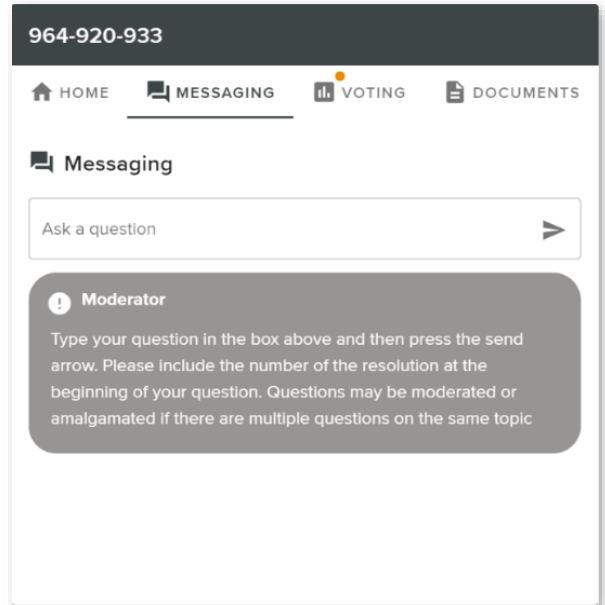 964-920-933
HOME MESSAGING VOTING DOCUMENTS
Messaging
Ask a question
Moderator
Type your question in the box above and then press the send
arrow. Please include the number of the resolution at the
beginning of your question. Questions may be moderated or
amalgamated if there are multiple questions on the same topic